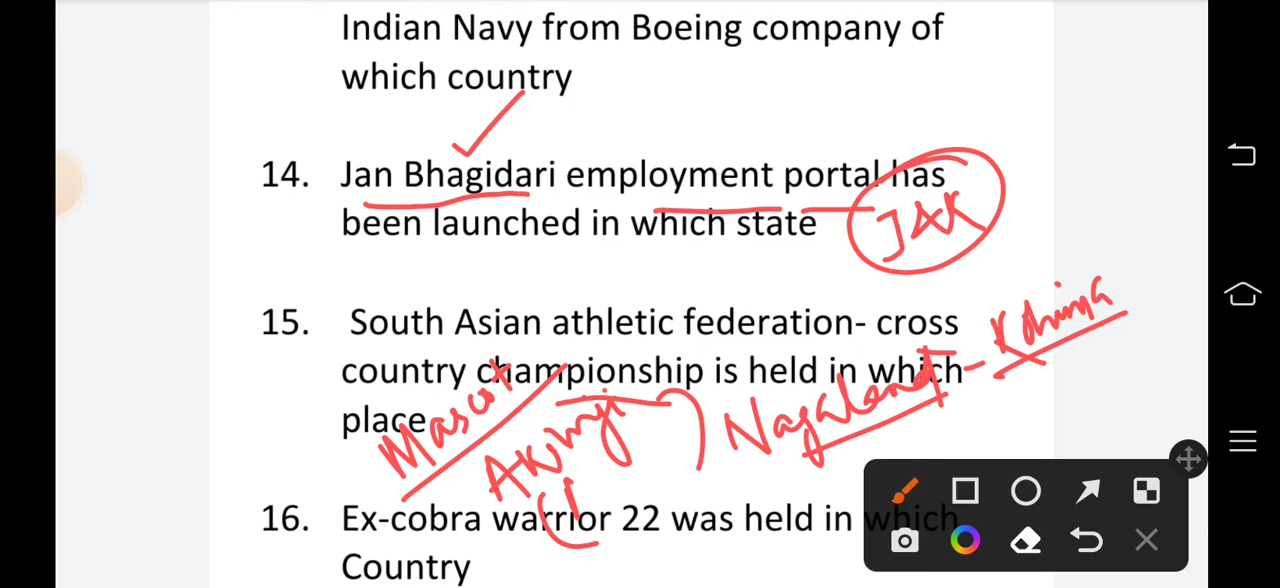 Indian Navy from Boeing company of
which country
14. Jan Bhagidari employment portal has
been launched in which state
J&K
15. South Asian athletic federation- cross
country championship is held in which
place
Mascot
Nagaland - Kohima
16. Ex-cobra warrior 22 was held in which
Country